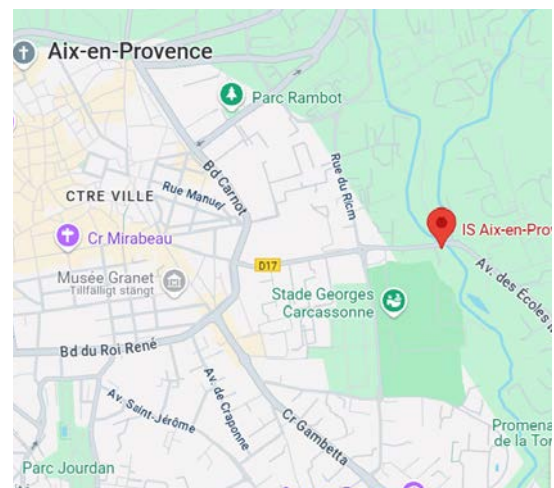 Aix-en-Provence
Parc Rambot
Bd Carnot
Rue du Ricm
CTRE VILLE
Rue Manuel
Cr Mirabeau
IS Aix-en-Prov
D17
Musée Granet
Tillfälligt stängt
Stade Georges
Carcassonne
Av. des Écoles M
Bd du Roi René
Av. Saint-Jérôme
Av. de Craponne
Cr Gambetta
Promena
de la Tor
Parc Jourdan